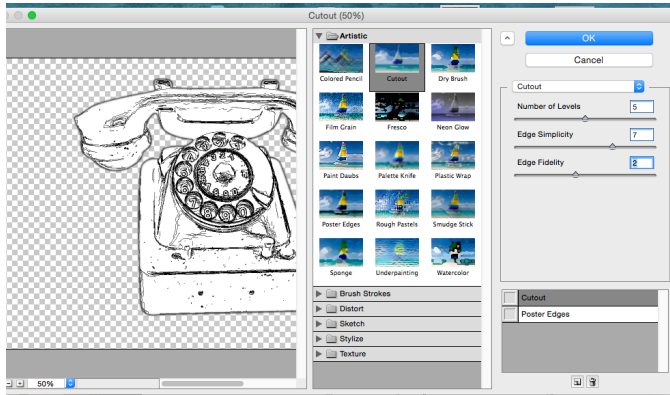 Cutout (50%)
Artistic
Colored Pencil Cutout Dry Brush
Film Grain Fresco Neon Glow
Paint Daubs Palette Knife Plastic Wrap
Poster Edges Rough Pastels Smudge Stick
Sponge Underpainting Watercolor
Brush Strokes
Distort
Sketch
Stylize
Texture
OK
Cancel
Cutout
Number of Levels 5
Edge Simplicity 7
Edge Fidelity 2
Cutout
Poster Edges
50%